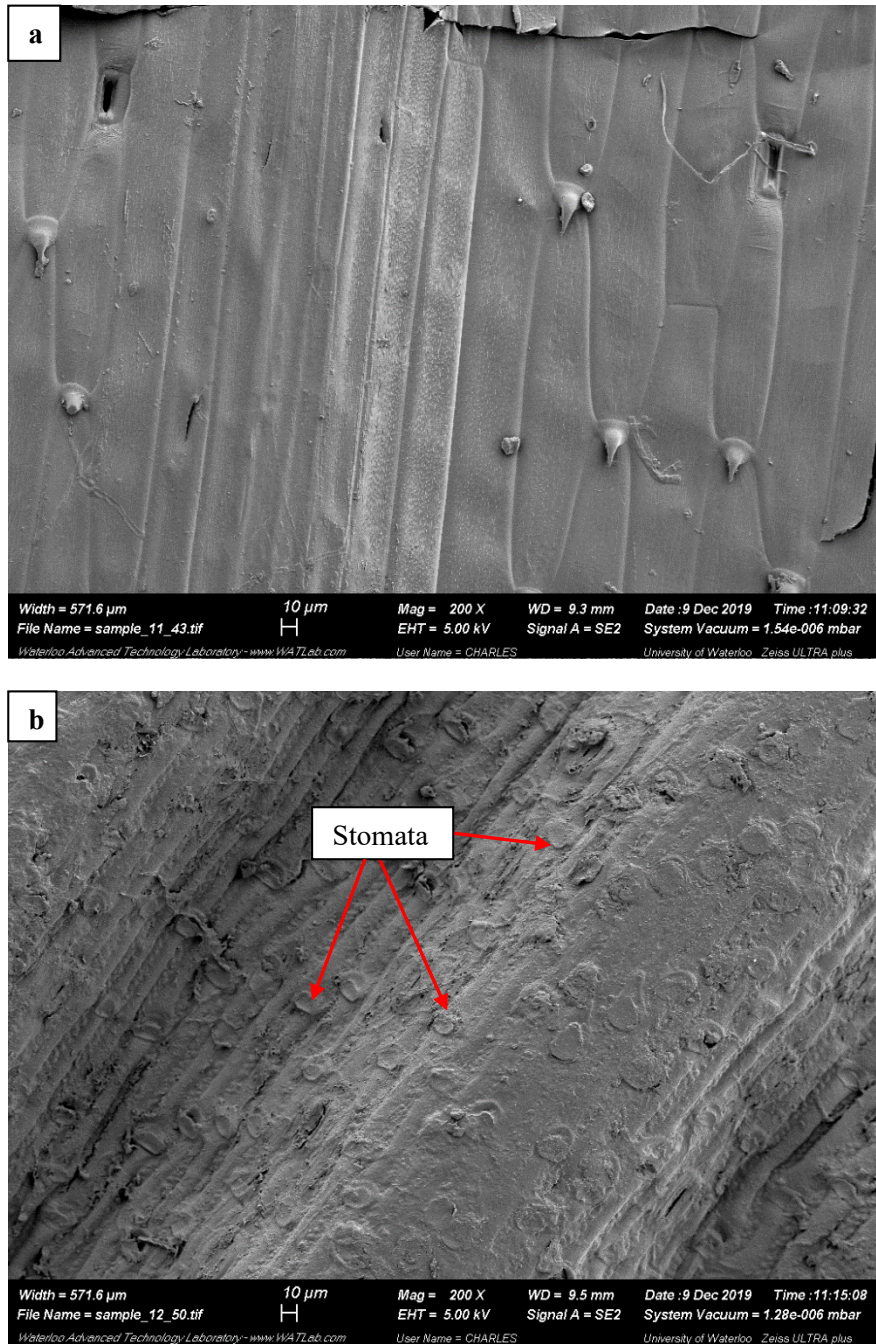 a
Width = 571.6 µm 10 µm Mag = 200 X WD = 9.3 mm Date :9 Dec 2019 Time :11:09:32
File Name = sample_11_43.tif EHT = 5.00 kV Signal A = SE2 System Vacuum = 1.54e-006 mbar
Waterloo Advanced Technology Laboratory - www.WATLab.com User Name = CHARLES University of Waterloo Zeiss ULTRA plus
b
Stomata
Width = 571.6 µm 10 µm Mag = 200 X WD = 9.5 mm Date :9 Dec 2019 Time :11:15:08
File Name = sample_12_50.tif EHT = 5.00 kV Signal A = SE2 System Vacuum = 1.28e-006 mbar
Waterloo Advanced Technology Laboratory - www.WATLab.com User Name = CHARLES University of Waterloo Zeiss ULTRA plus